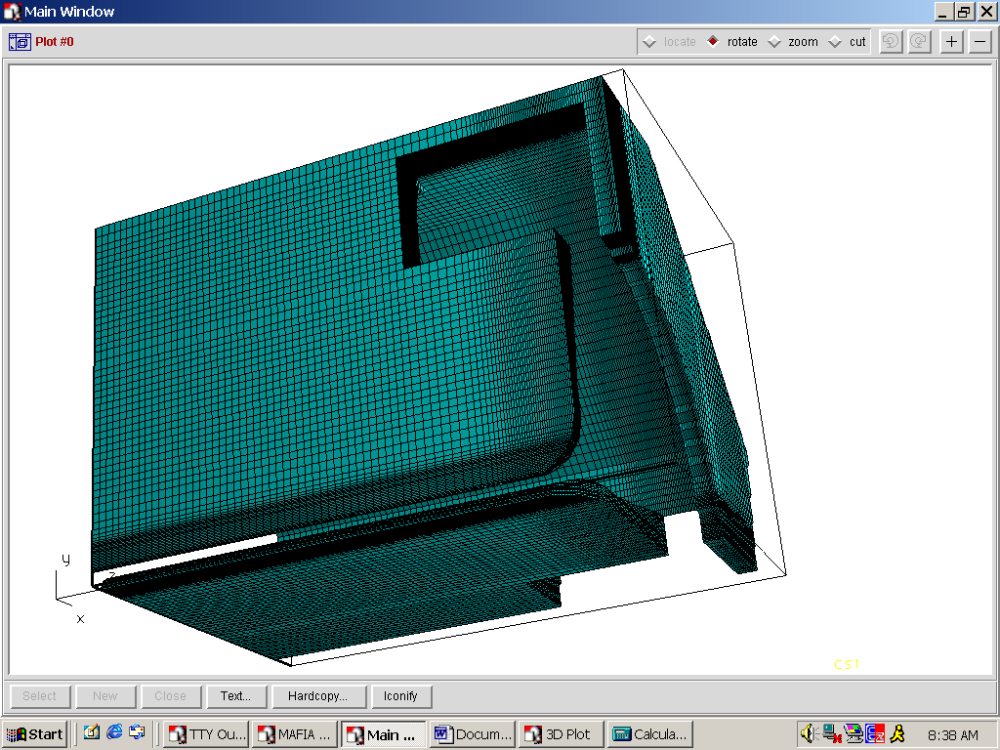 Main Window
Plot #0
locate rotate zoom cut
y
z
x
CST
Select New Close Text... Hardcopy... Iconify
Start TTY Ou... MAFIA ... Main ... Docum... 3D Plot Calcula... 8:38 AM